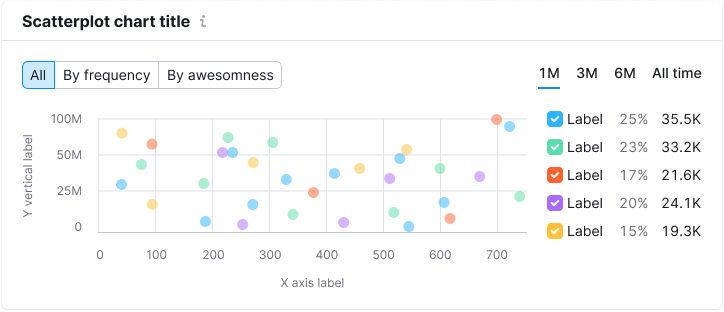 Scatterplot chart title i
All By frequency By awesomness
1M 3M 6M All time
Y vertical label
100M
50M
25M
0
0 100 200 300 400 500 600 700
X axis label
Label 25% 35.5K
Label 23% 33.2K
Label 17% 21.6K
Label 20% 24.1K
Label 15% 19.3K